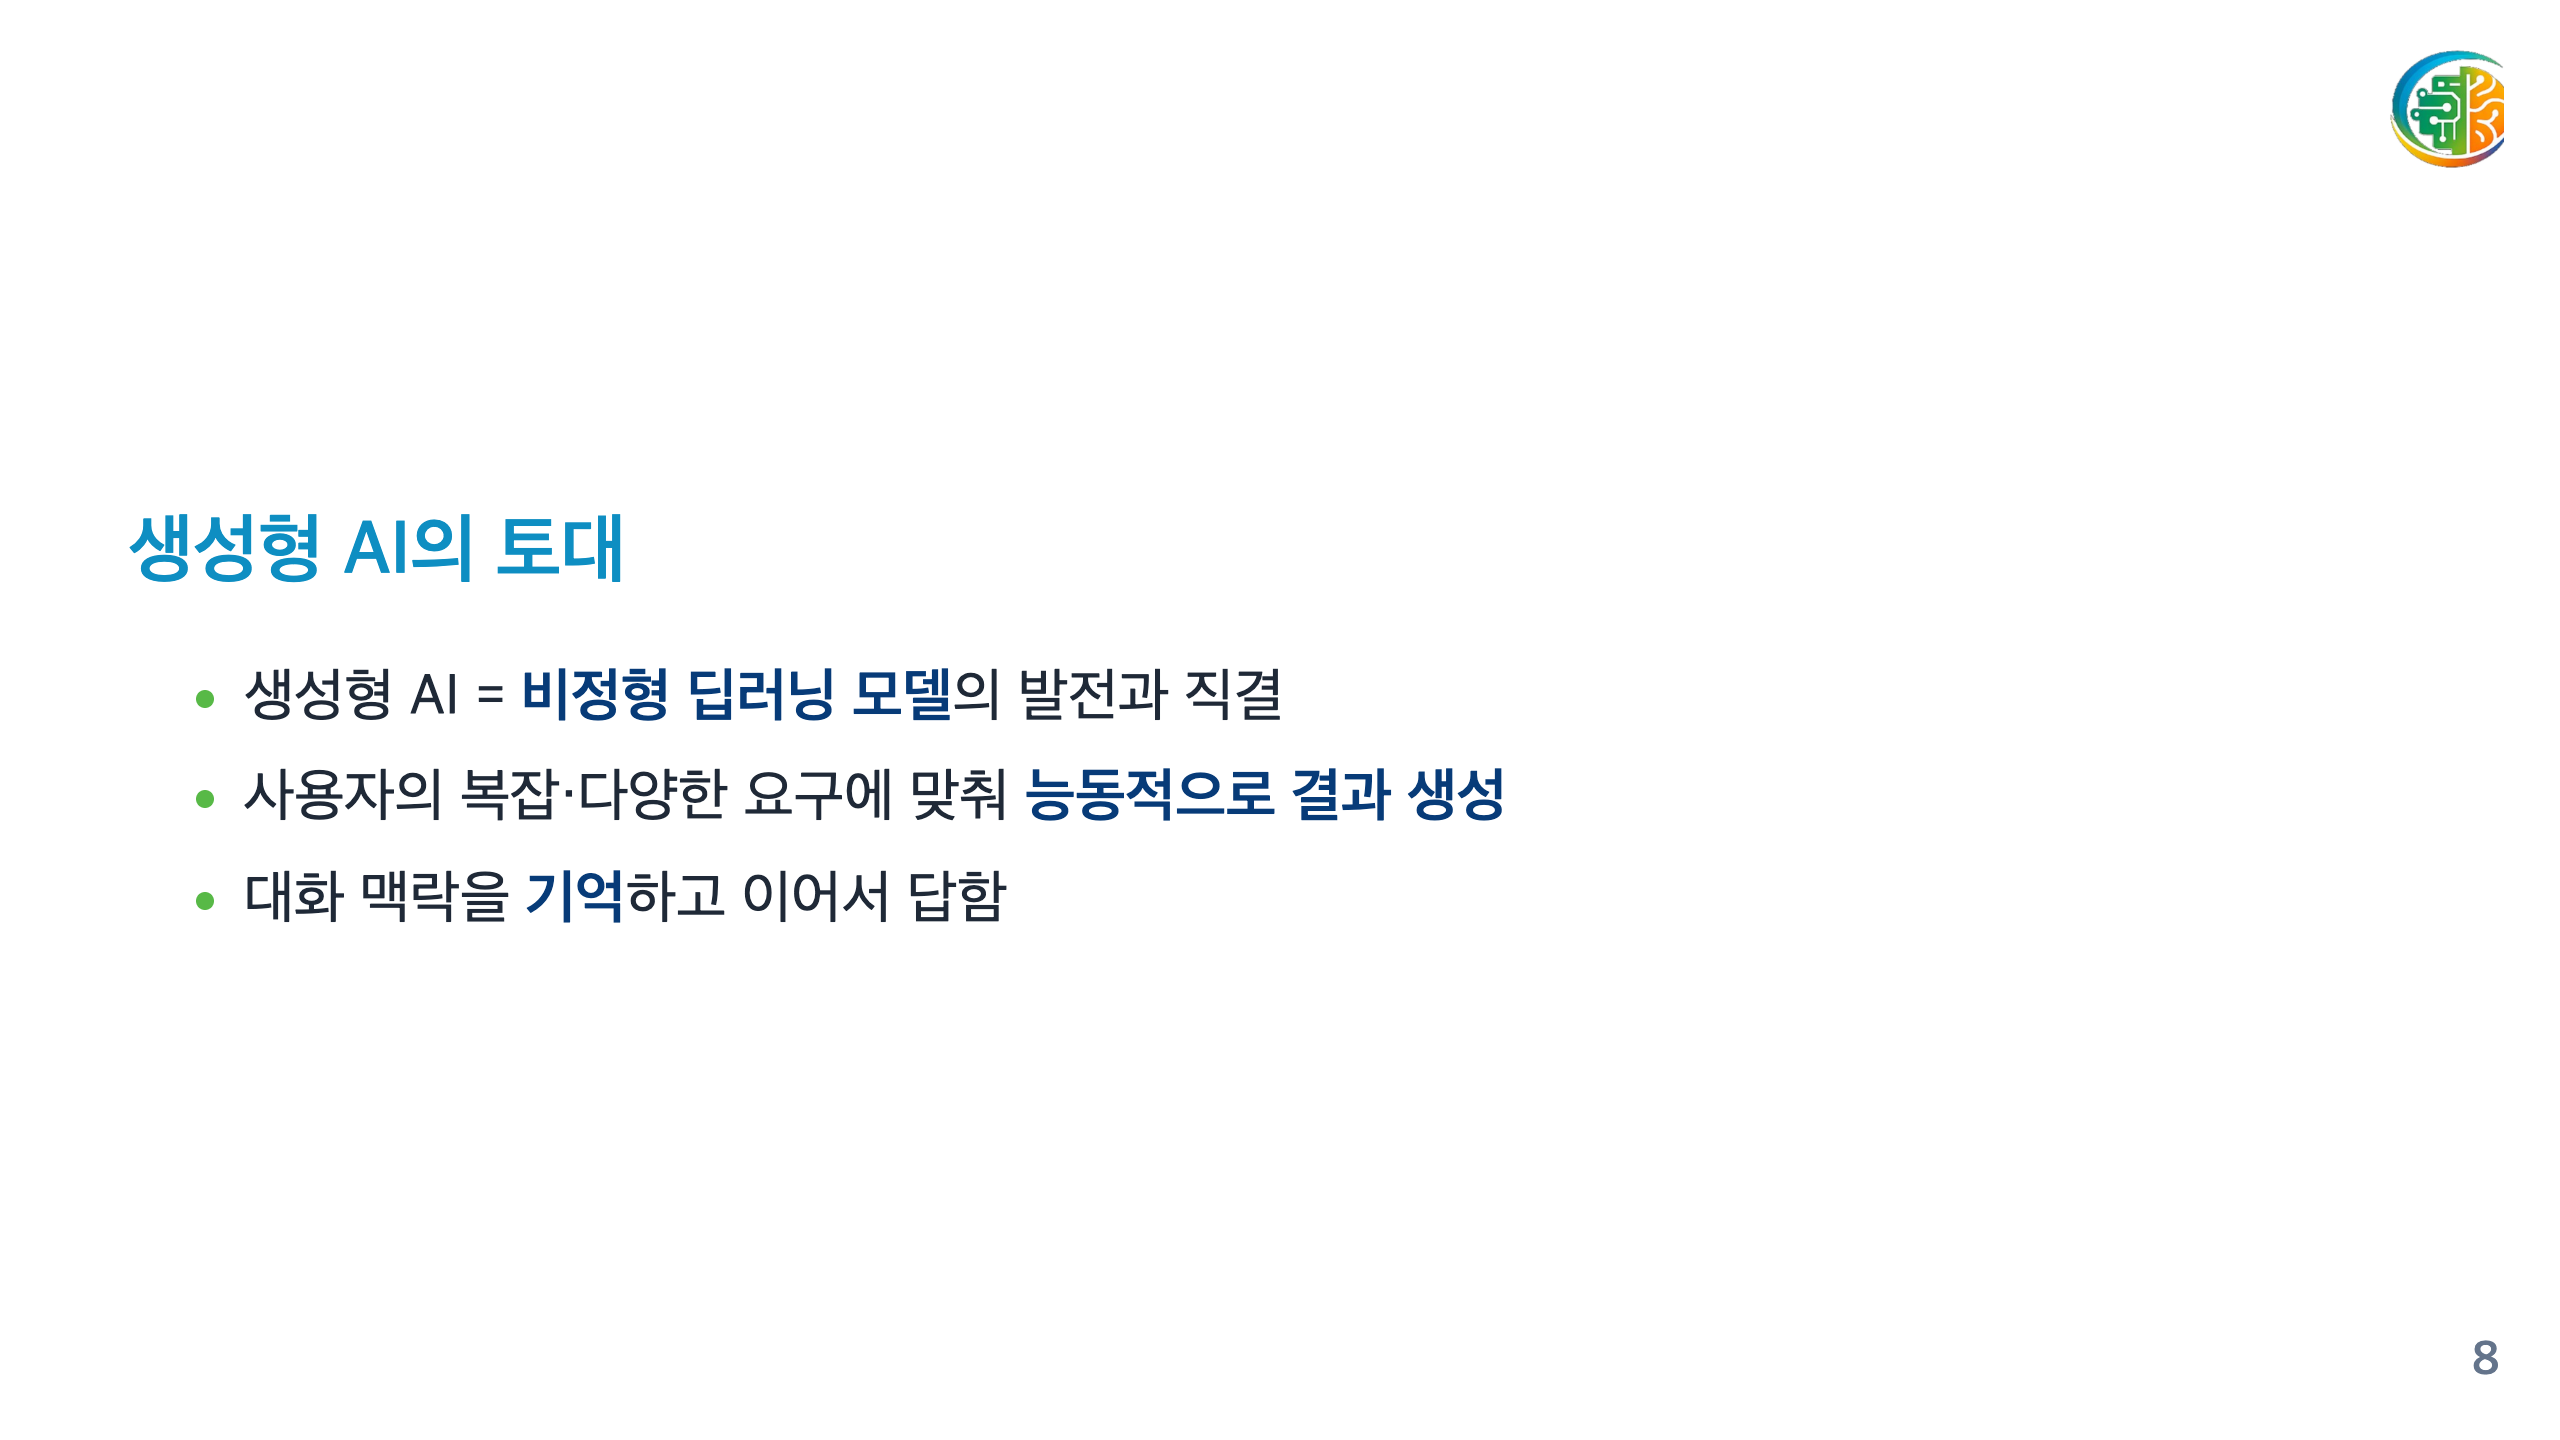 생성형 AI의 토대
• 생성형 AI = 비정형 딥러닝 모델의 발전과 직결
• 사용자의 복잡·다양한 요구에 맞춰 능동적으로 결과 생성
• 대화 맥락을 기억하고 이어서 답함
8